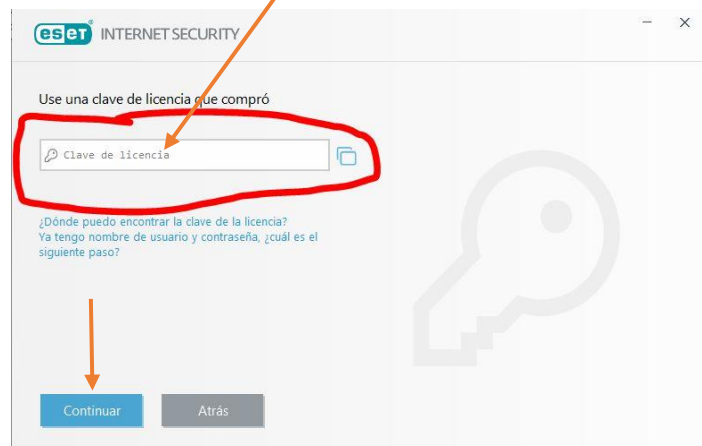 eset INTERNET SECURITY
Use una clave de licencia que compró
Clave de licencia
¿Dónde puedo encontrar la clave de la licencia?
Ya tengo nombre de usuario y contraseña, ¿cuál es el
siguiente paso?
Continuar Atrás